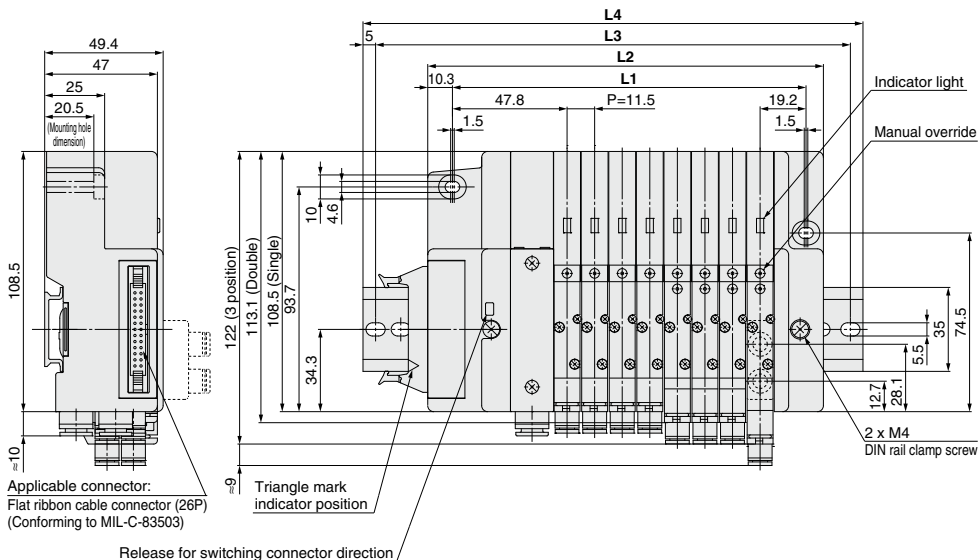 L4
5
L3
49.4
L2
47
10.3
L1
25
47.8
P=11.5
19.2
Indicator light
20.5
(Mounting hole
dimension)
1.5
1.5
Manual override
10
4.6
108.5
122 (3 position)
113.1 (Double)
108.5 (Single)
93.7
34.3
35
74.5
5.5
12.7
28.1
≈10
≈9
2 x M4
DIN rail clamp screw
Applicable connector:
Flat ribbon cable connector (26P)
(Conforming to MIL-C-83503)
Triangle mark
indicator position
Release for switching connector direction